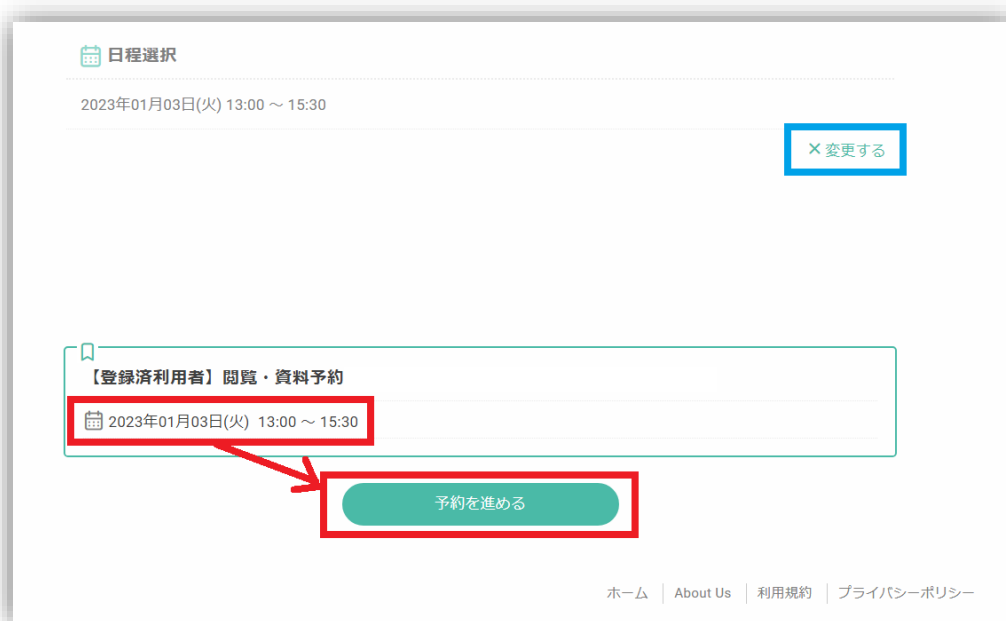 日程選択
2023年01月03日(火) 13:00 ～ 15:30
×変更する
【登録済利用者】閲覧・資料予約
2023年01月03日(火) 13:00 ～ 15:30
予約を進める
ホーム About Us 利用規約 プライバシーポリシー